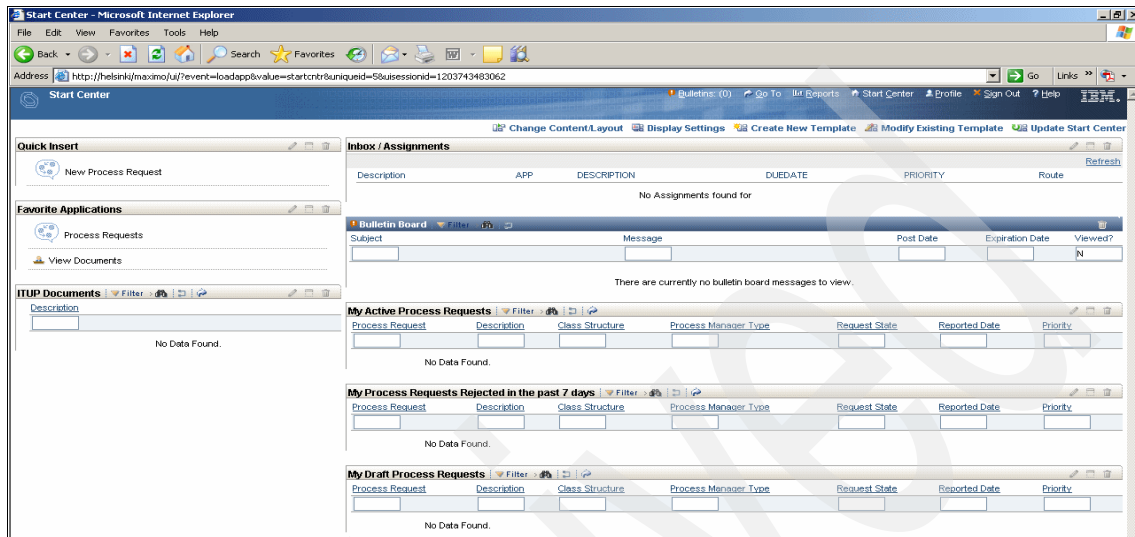 Start Center - Microsoft Internet Explorer
File Edit View Favorites Tools Help
Back Search Favorites
Address http://helsinki/maximo/ui/?event=loadapp&value=startcntr&uniqueid=5&uisessionid=1203743483062 Go Links »
Start Center Bulletins: (0) Go To Reports Start Center Profile Sign Out ? Help IBM.
Change Content/Layout Display Settings Create New Template Modify Existing Template Update Start Center
Quick Insert
New Process Request
Favorite Applications
Process Requests
View Documents
ITUP Documents Filter
Description
No Data Found.
Inbox / Assignments
Refresh
Description APP DESCRIPTION DUEDATE PRIORITY Route
No Assignments found for
Bulletin Board Filter
Subject Message Post Date Expiration Date Viewed?
N
There are currently no bulletin board messages to view.
My Active Process Requests Filter
Process Request Description Class Structure Process Manager Type Request State Reported Date Priority
No Data Found.
My Process Requests Rejected in the past 7 days Filter
Process Request Description Class Structure Process Manager Type Request State Reported Date Priority
No Data Found.
My Draft Process Requests Filter
Process Request Description Class Structure Process Manager Type Request State Reported Date Priority
No Data Found.